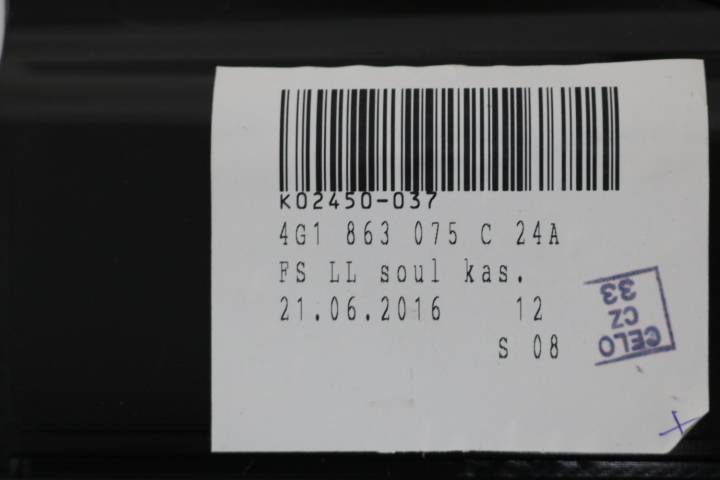 K02450-037
4G1 863 075 C 24A
FS LL soul kas.
21.06.2016 12
S 08
CELO
CZ
33